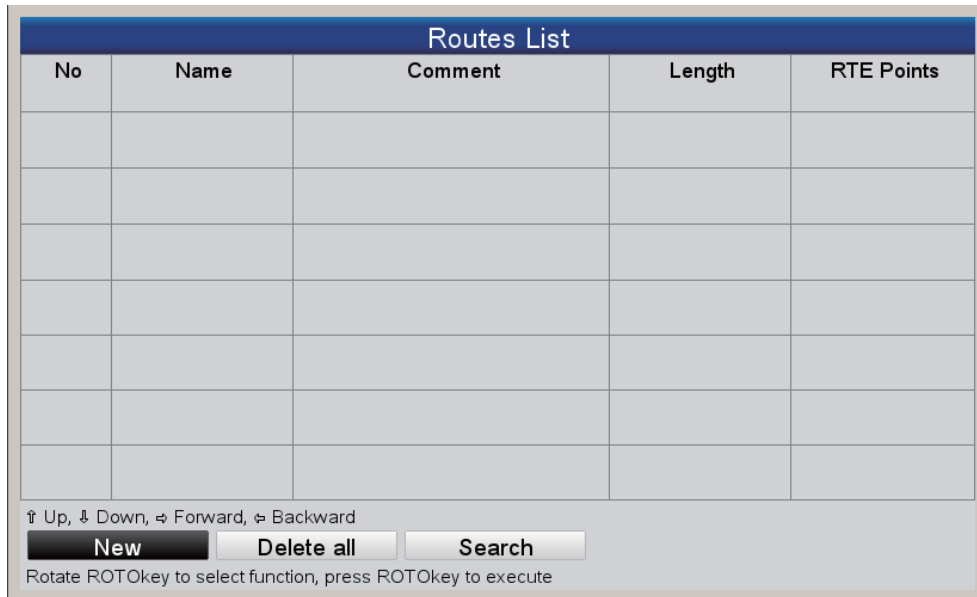 Routes List
No Name Comment Length RTE Points
⇧ Up, ⇩ Down, ⇨ Forward, ⇦ Backward
New Delete all Search
Rotate ROTOkey to select function, press ROTOkey to execute